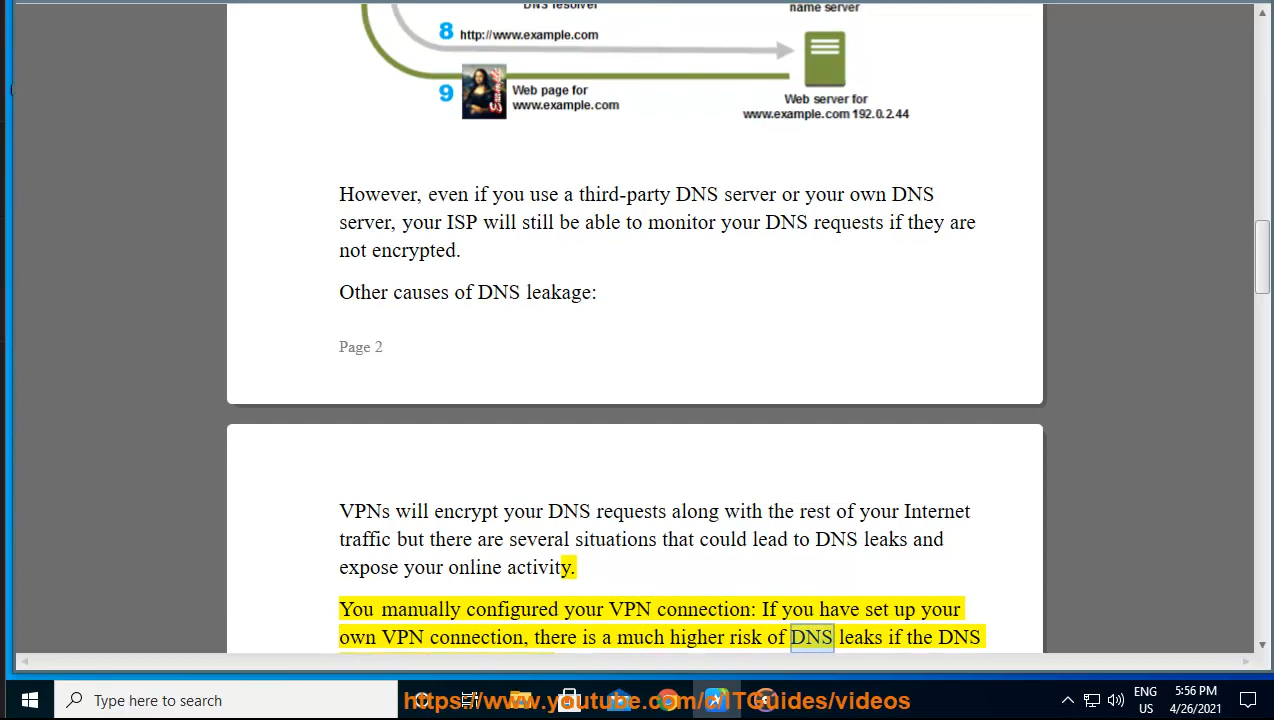 DNS resolver
name server
8 http://www.example.com
9 Web page for
www.example.com
Web server for
www.example.com 192.0.2.44
However, even if you use a third-party DNS server or your own DNS
server, your ISP will still be able to monitor your DNS requests if they are
not encrypted.
Other causes of DNS leakage:
Page 2
VPNs will encrypt your DNS requests along with the rest of your Internet
traffic but there are several situations that could lead to DNS leaks and
expose your online activity.
You manually configured your VPN connection: If you have set up your
own VPN connection, there is a much higher risk of DNS leaks if the DNS
Type here to search
https://www.youtube.com/c/ITGuides/videos
ENG
US
5:56 PM
4/26/2021